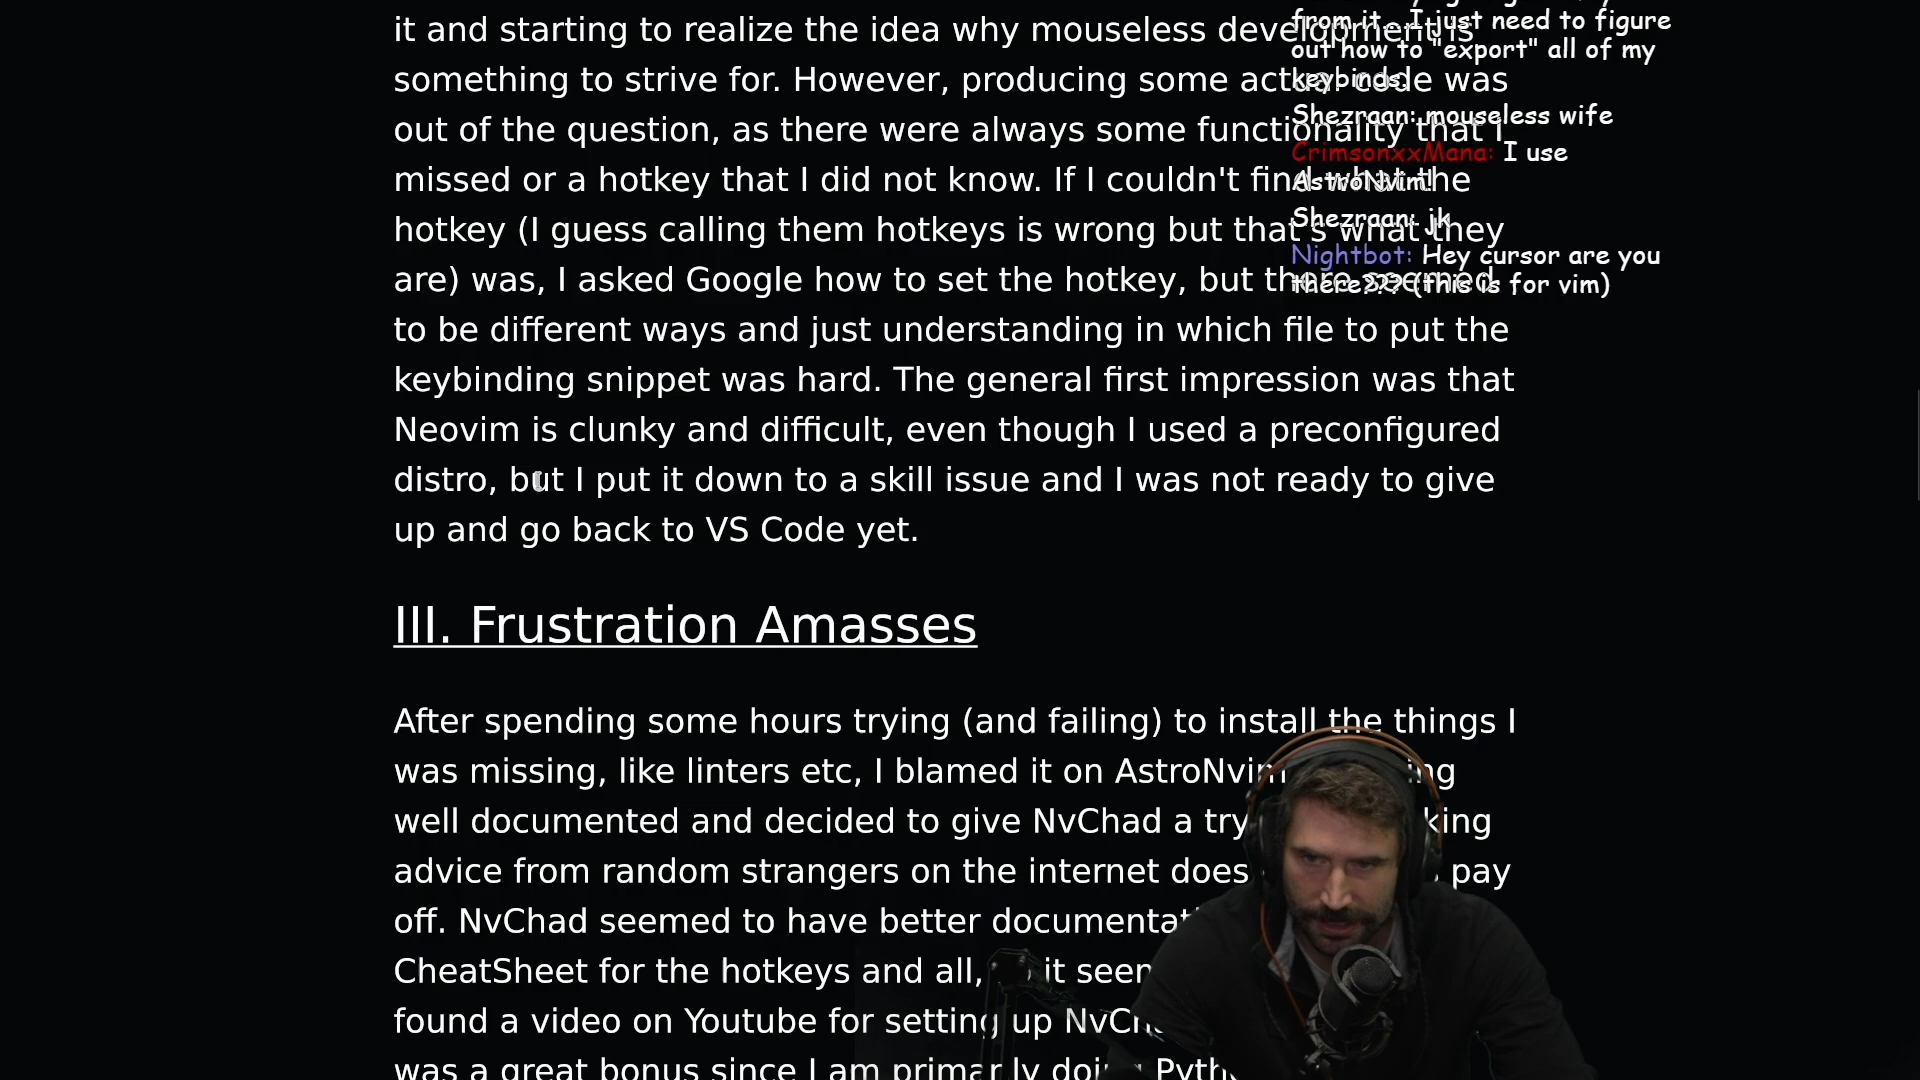 it and starting to realize the idea why mouseless development is
something to strive for. However, producing some actual code was
out of the question, as there were always some functionality that I
missed or a hotkey that I did not know. If I couldn't find what the
hotkey (I guess calling them hotkeys is wrong but that's what they
are) was, I asked Google how to set the hotkey, but there seemed
to be different ways and just understanding in which file to put the
keybinding snippet was hard. The general first impression was that
Neovim is clunky and difficult, even though I used a preconfigured
distro, but I put it down to a skill issue and I was not ready to give
up and go back to VS Code yet.
III. Frustration Amasses
After spending some hours trying (and failing) to install the things I
was missing, like linters etc, I blamed it on AstroNvim
well documented and decided to give NvChad a try
advice from random strangers on the internet does pay
off. NvChad seemed to have better
CheatSheet for the hotkeys and all, it
found a video on Youtube for setting up
was a great bonus since I am primarily
from it.. I just need to figure
out how to "export" all of my
keybinds.
Shezraan: mouseless wife
CrimsonxxMana: I use
AstroNvim!
Shezraan: jk
Nightbot: Hey cursor are you
there??? (this is for vim)